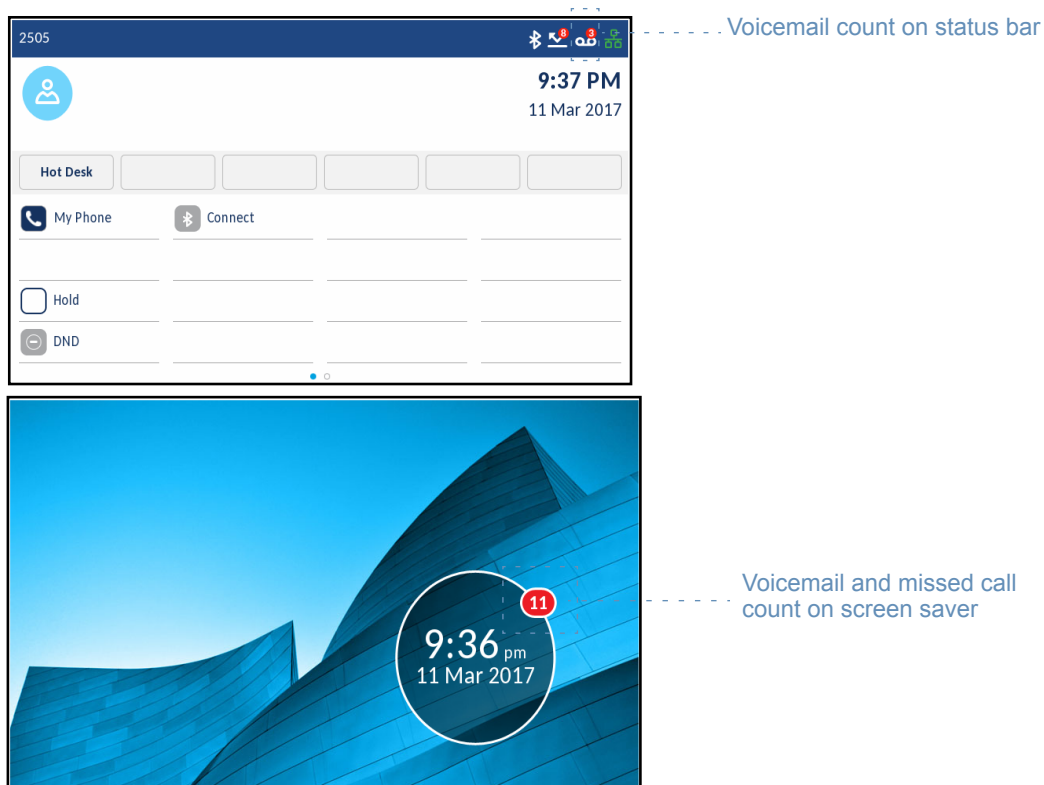 2505
8
3
Voicemail count on status bar
9:37 PM
11 Mar 2017
Hot Desk
My Phone
Connect
Hold
DND
11
9:36 pm
11 Mar 2017
Voicemail and missed call
count on screen saver